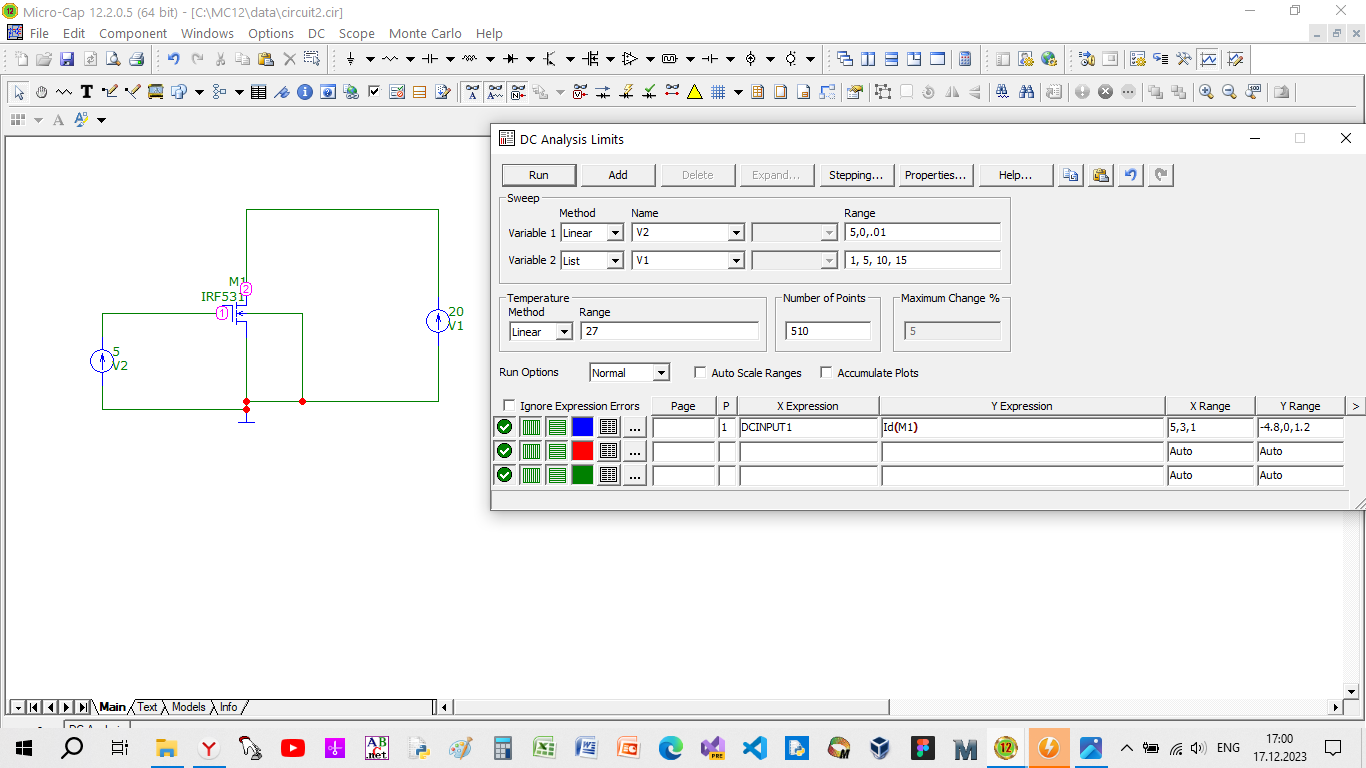 Micro-Cap 12.2.0.5 (64 bit) - [C:\MC12\data\circuit2.cir]
File Edit Component Windows Options DC Scope Monte Carlo Help
DC Analysis Limits
Run Add Delete Expand... Stepping... Properties... Help...
Sweep
Method Name Range
Variable 1 Linear V2 5,0,.01
Variable 2 List V1 1, 5, 10, 15
Temperature Number of Points Maximum Change %
Method Range
Linear 27 510 5
Run Options Normal Auto Scale Ranges Accumulate Plots
Ignore Expression Errors Page P X Expression Y Expression X Range Y Range >
... 1 DCINPUT1 Id(M1) 5,3,1 -4.8,0,1.2
... Auto Auto
... Auto Auto
M1
2
IRF531
1
20
V1
5
V2
Main Text Models Info
DC Analysis
ENG 17:00
17.12.2023